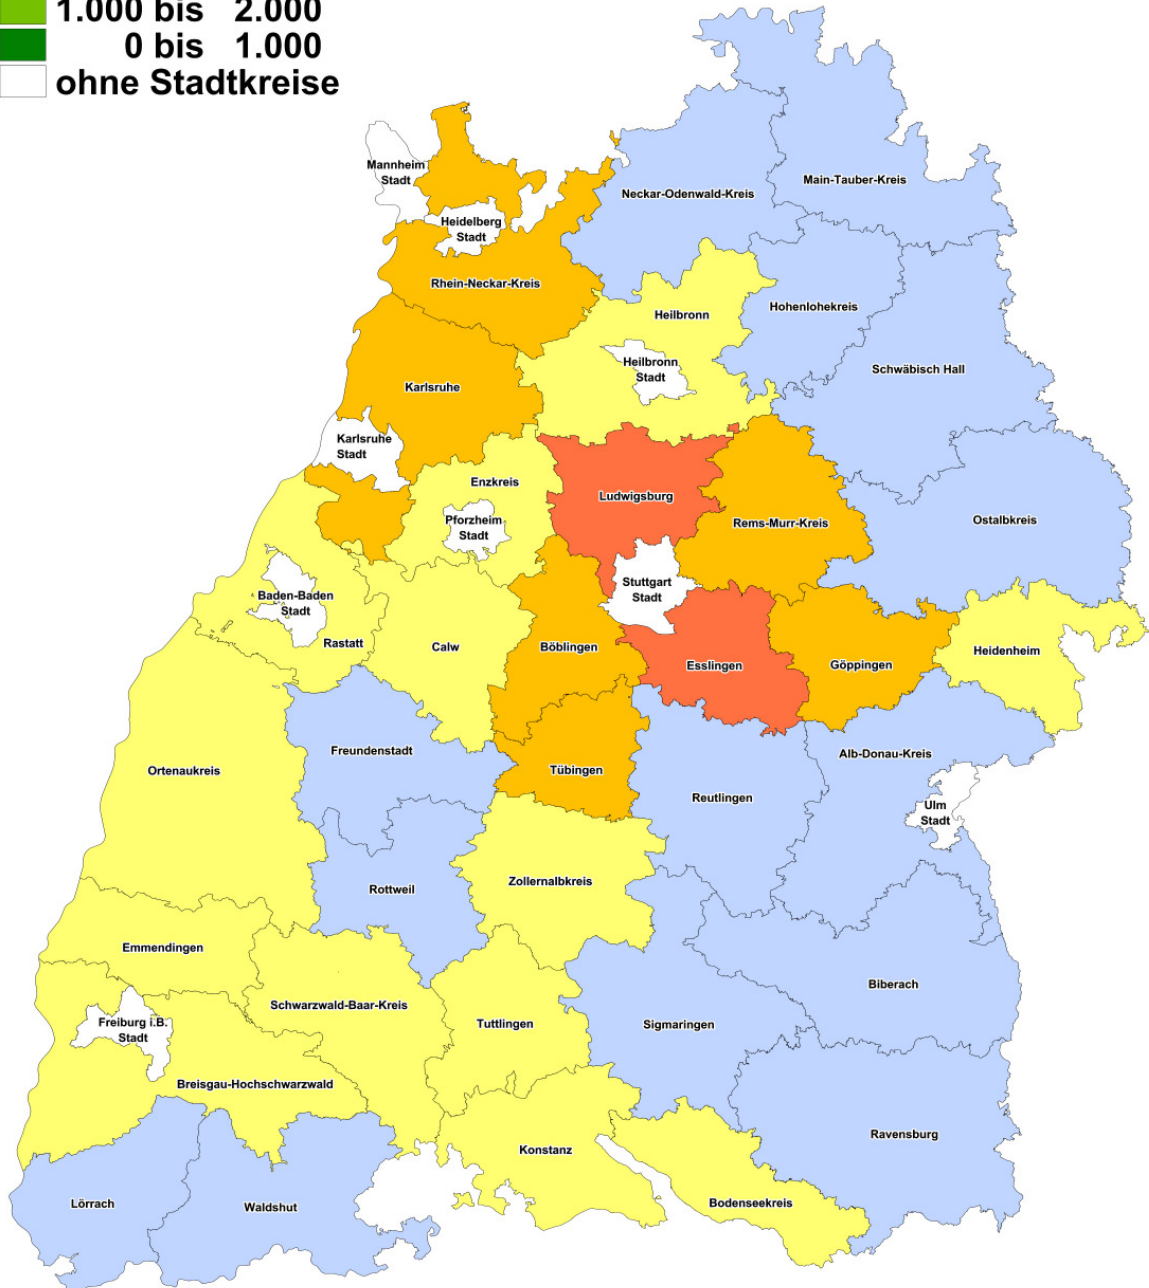 1.000 bis 2.000
0 bis 1.000
ohne Stadtkreise
Mannheim
Stadt
Neckar-Odenwald-Kreis
Main-Tauber-Kreis
Heidelberg
Stadt
Rhein-Neckar-Kreis
Heilbronn
Hohenlohekreis
Heilbronn
Stadt
Schwäbisch Hall
Karlsruhe
Karlsruhe
Stadt
Enzkreis
Ludwigsburg
Pforzheim
Stadt
Rems-Murr-Kreis
Ostalbkreis
Stuttgart
Stadt
Baden-Baden
Stadt
Rastatt
Calw
Böblingen
Esslingen
Göppingen
Heidenheim
Freundenstadt
Alb-Donau-Kreis
Ortenaukreis
Tübingen
Reutlingen
Ulm
Stadt
Rottweil
Zollernalbkreis
Emmendingen
Biberach
Schwarzwald-Baar-Kreis
Freiburg i.B.
Stadt
Tuttlingen
Sigmaringen
Breisgau-Hochschwarzwald
Ravensburg
Konstanz
Lörrach
Waldshut
Bodenseekreis